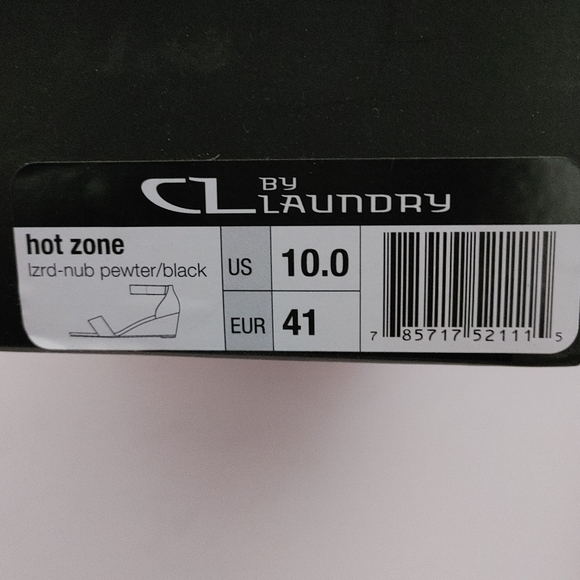 CL BY LAUNDRY
hot zone
lzrd-nub pewter/black
US 10.0
EUR 41
7 85717 52111 5